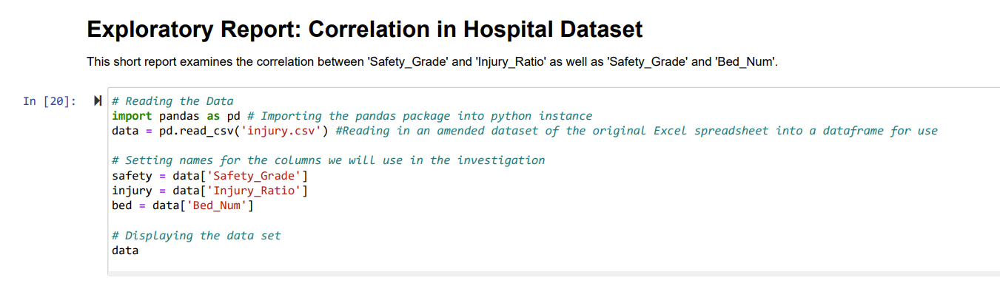 Exploratory Report: Correlation in Hospital Dataset
This short report examines the correlation between 'Safety_Grade' and 'Injury_Ratio' as well as 'Safety_Grade' and 'Bed_Num'.
In [20]:
# Reading the Data
import pandas as pd # Importing the pandas package into python instance
data = pd.read_csv('injury.csv') #Reading in an amended dataset of the original Excel spreadsheet into a dataframe for use
# Setting names for the columns we will use in the investigation
safety = data['Safety_Grade']
injury = data['Injury_Ratio']
bed = data['Bed_Num']
# Displaying the data set
data